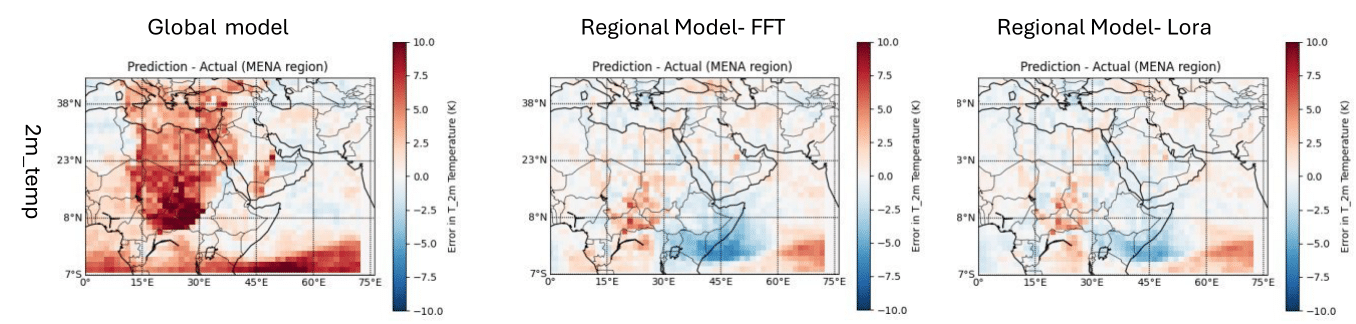 Global model
Regional Model- FFT
Regional Model- Lora
2m_temp
Prediction - Actual (MENA region)
38°N
23°N
8°N
7°S
0°
15°E
30°E
45°E
60°E
75°E
10.0
7.5
5.0
2.5
0.0
−2.5
−5.0
−7.5
−10.0
Error in T_2m Temperature (K)
Prediction - Actual (MENA region)
38°N
23°N
8°N
7°S
0°
15°E
30°E
45°E
60°E
75°E
10.0
7.5
5.0
2.5
0.0
−2.5
−5.0
−7.5
−10.0
Error in T_2m Temperature (K)
Prediction - Actual (MENA region)
8°N
3°N
8°N
7°S
0°
15°E
30°E
45°E
60°E
75°E
10.0
7.5
5.0
2.5
0.0
−2.5
−5.0
−7.5
−10.0
Error in T_2m Temperature (K)